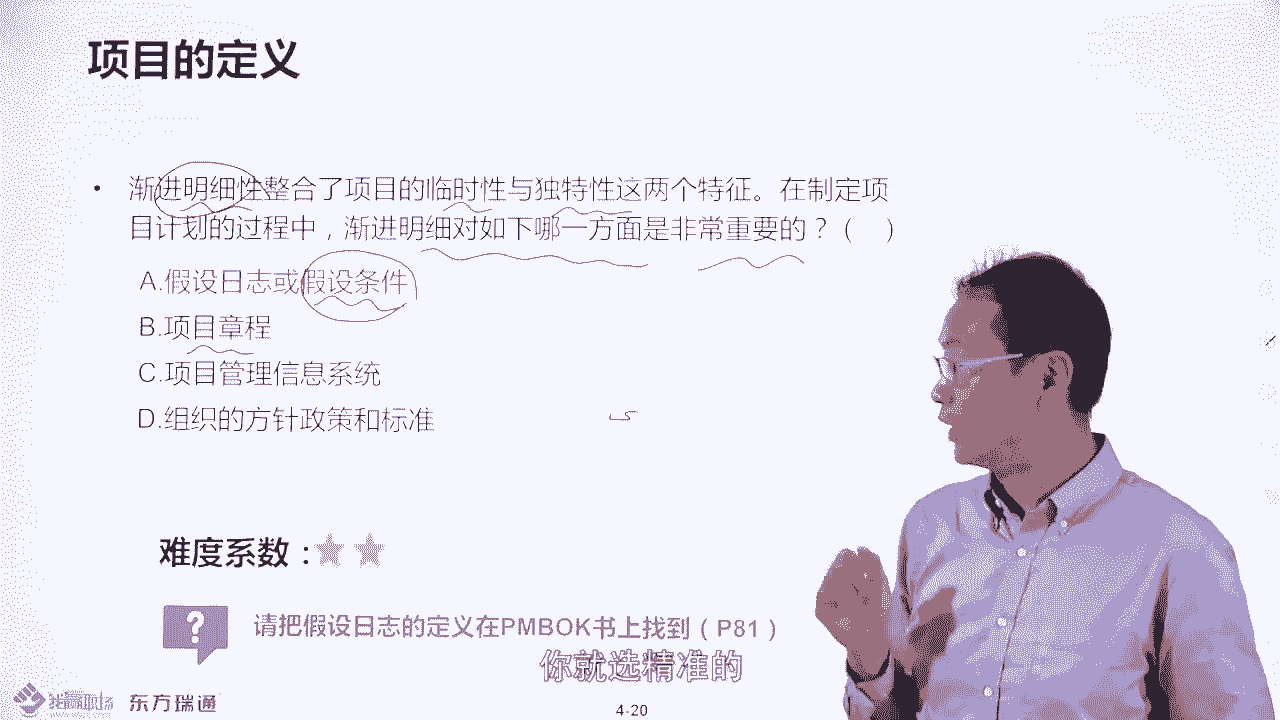 项目的定义
• 渐进明细性整合了项目的临时性与独特性这两个特征。在制定项
目计划的过程中，渐进明细对如下哪一方面是非常重要的？（ ）
A.假设日志或假设条件
B.项目章程
C.项目管理信息系统
D.组织的方针政策和标准
难度系数：
?
请把假设日志的定义在PMBOK书上找到（P81）
你就选精准的
我赢职场 东方瑞通
4-20